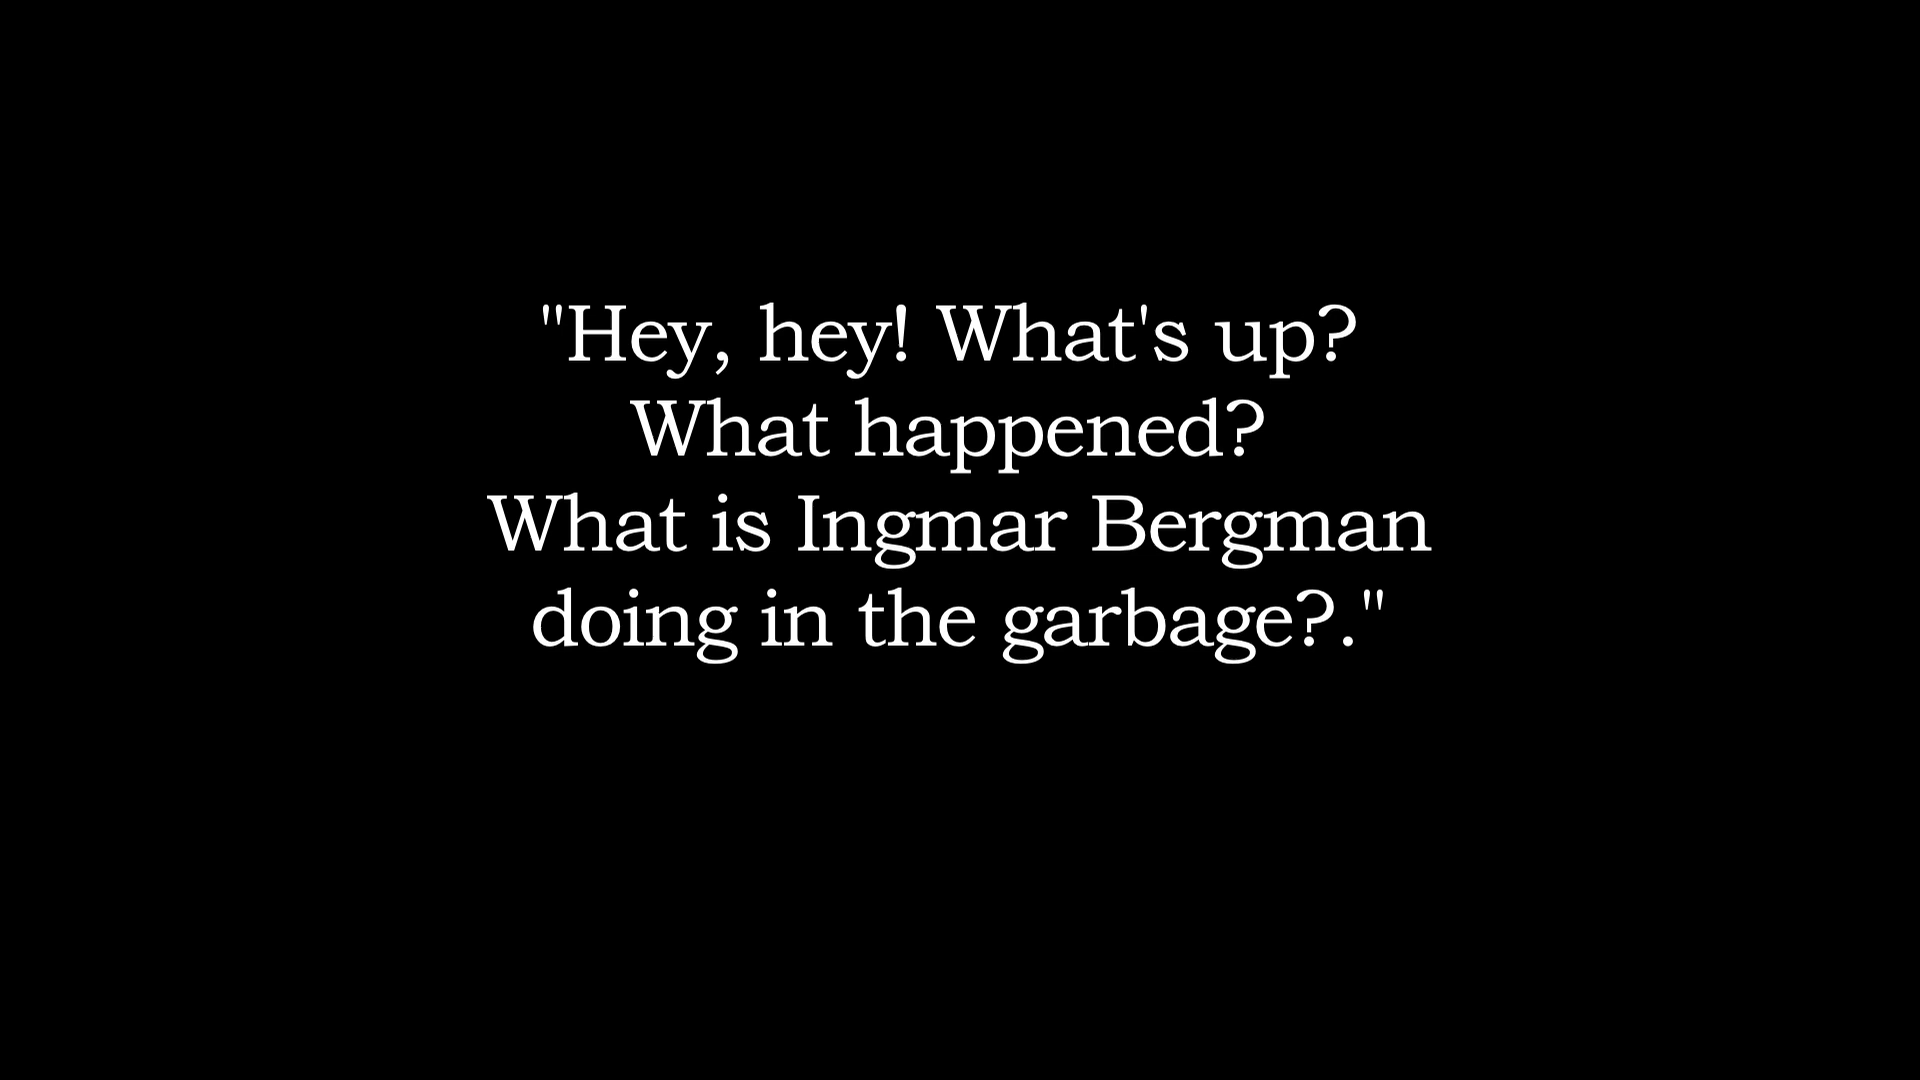 "Hey, hey! What's up?
What happened?
What is Ingmar Bergman
doing in the garbage?."